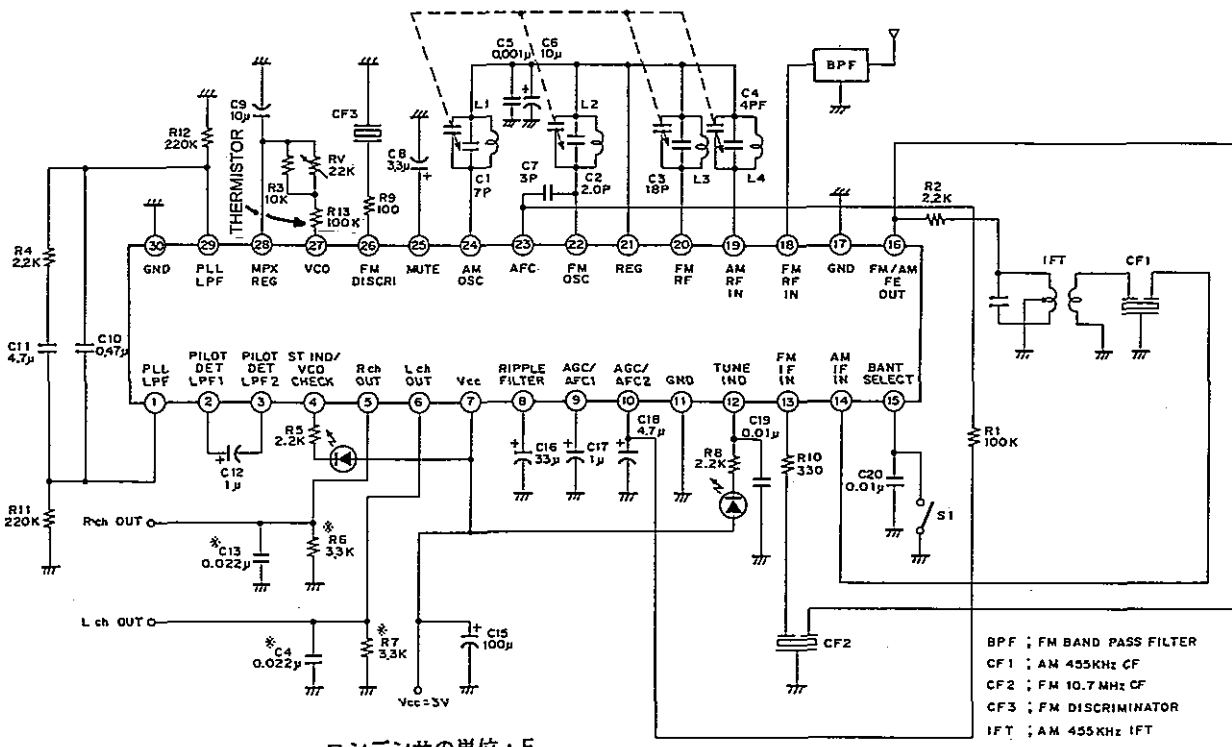 C5
0.001μ
C6
10μ
BPF
C9
10μ
R12
220K
THERMISTOR
R3
10K
RV
22K
R13
100K
CF3
R9
100
C8
3.3μ
L1
C1
7P
L2
C7
3P
C2
2.0P
C3
18P
L3
C4
4PF
L4
R2
2.2K
IFT
CF1
R4
2.2K
C11
4.7μ
C10
0.47μ
30 29 28 27 26 25 24 23 22 21 20 19 18 17 16
GND
PLL LPF
MPX REG
VCO
FM DISCRI
MUTE
AM OSC
AFC
FM OSC
REG
FM RF
AM RF IN
FM RF IN
GND
FM/AM FE OUT
PLL LPF
PILOT DET LPF1
PILOT DET LPF2
ST IND/ VCO CHECK
Rch OUT
Lch OUT
Vcc
RIPPLE FILTER
AGC/ AFC1
AGC/ AFC2
GND
TUNE IND
FM IF IN
AM IF IN
BANT SELECT
1 2 3 4 5 6 7 8 9 10 11 12 13 14 15
R5
2.2K
C12
1μ
C16
33μ
C17
1μ
C18
4.7μ
R8
2.2K
C19
0.01μ
R10
330
C20
0.01μ
S1
R1
100K
R11
220K
Rch OUT
※C13
0.022μ
※
R6
3.3K
L ch OUT
※C4
0.022μ
※
R7
3.3K
C15
100μ
Vcc=3V
CF2
BPF ; FM BAND PASS FILTER
CF1 ; AM 455KHz CF
CF2 ; FM 10.7MHz CF
CF3 ; FM DISCRIMINATOR
IFT ; AM 455KHz IFT
コンデンサの単位:F